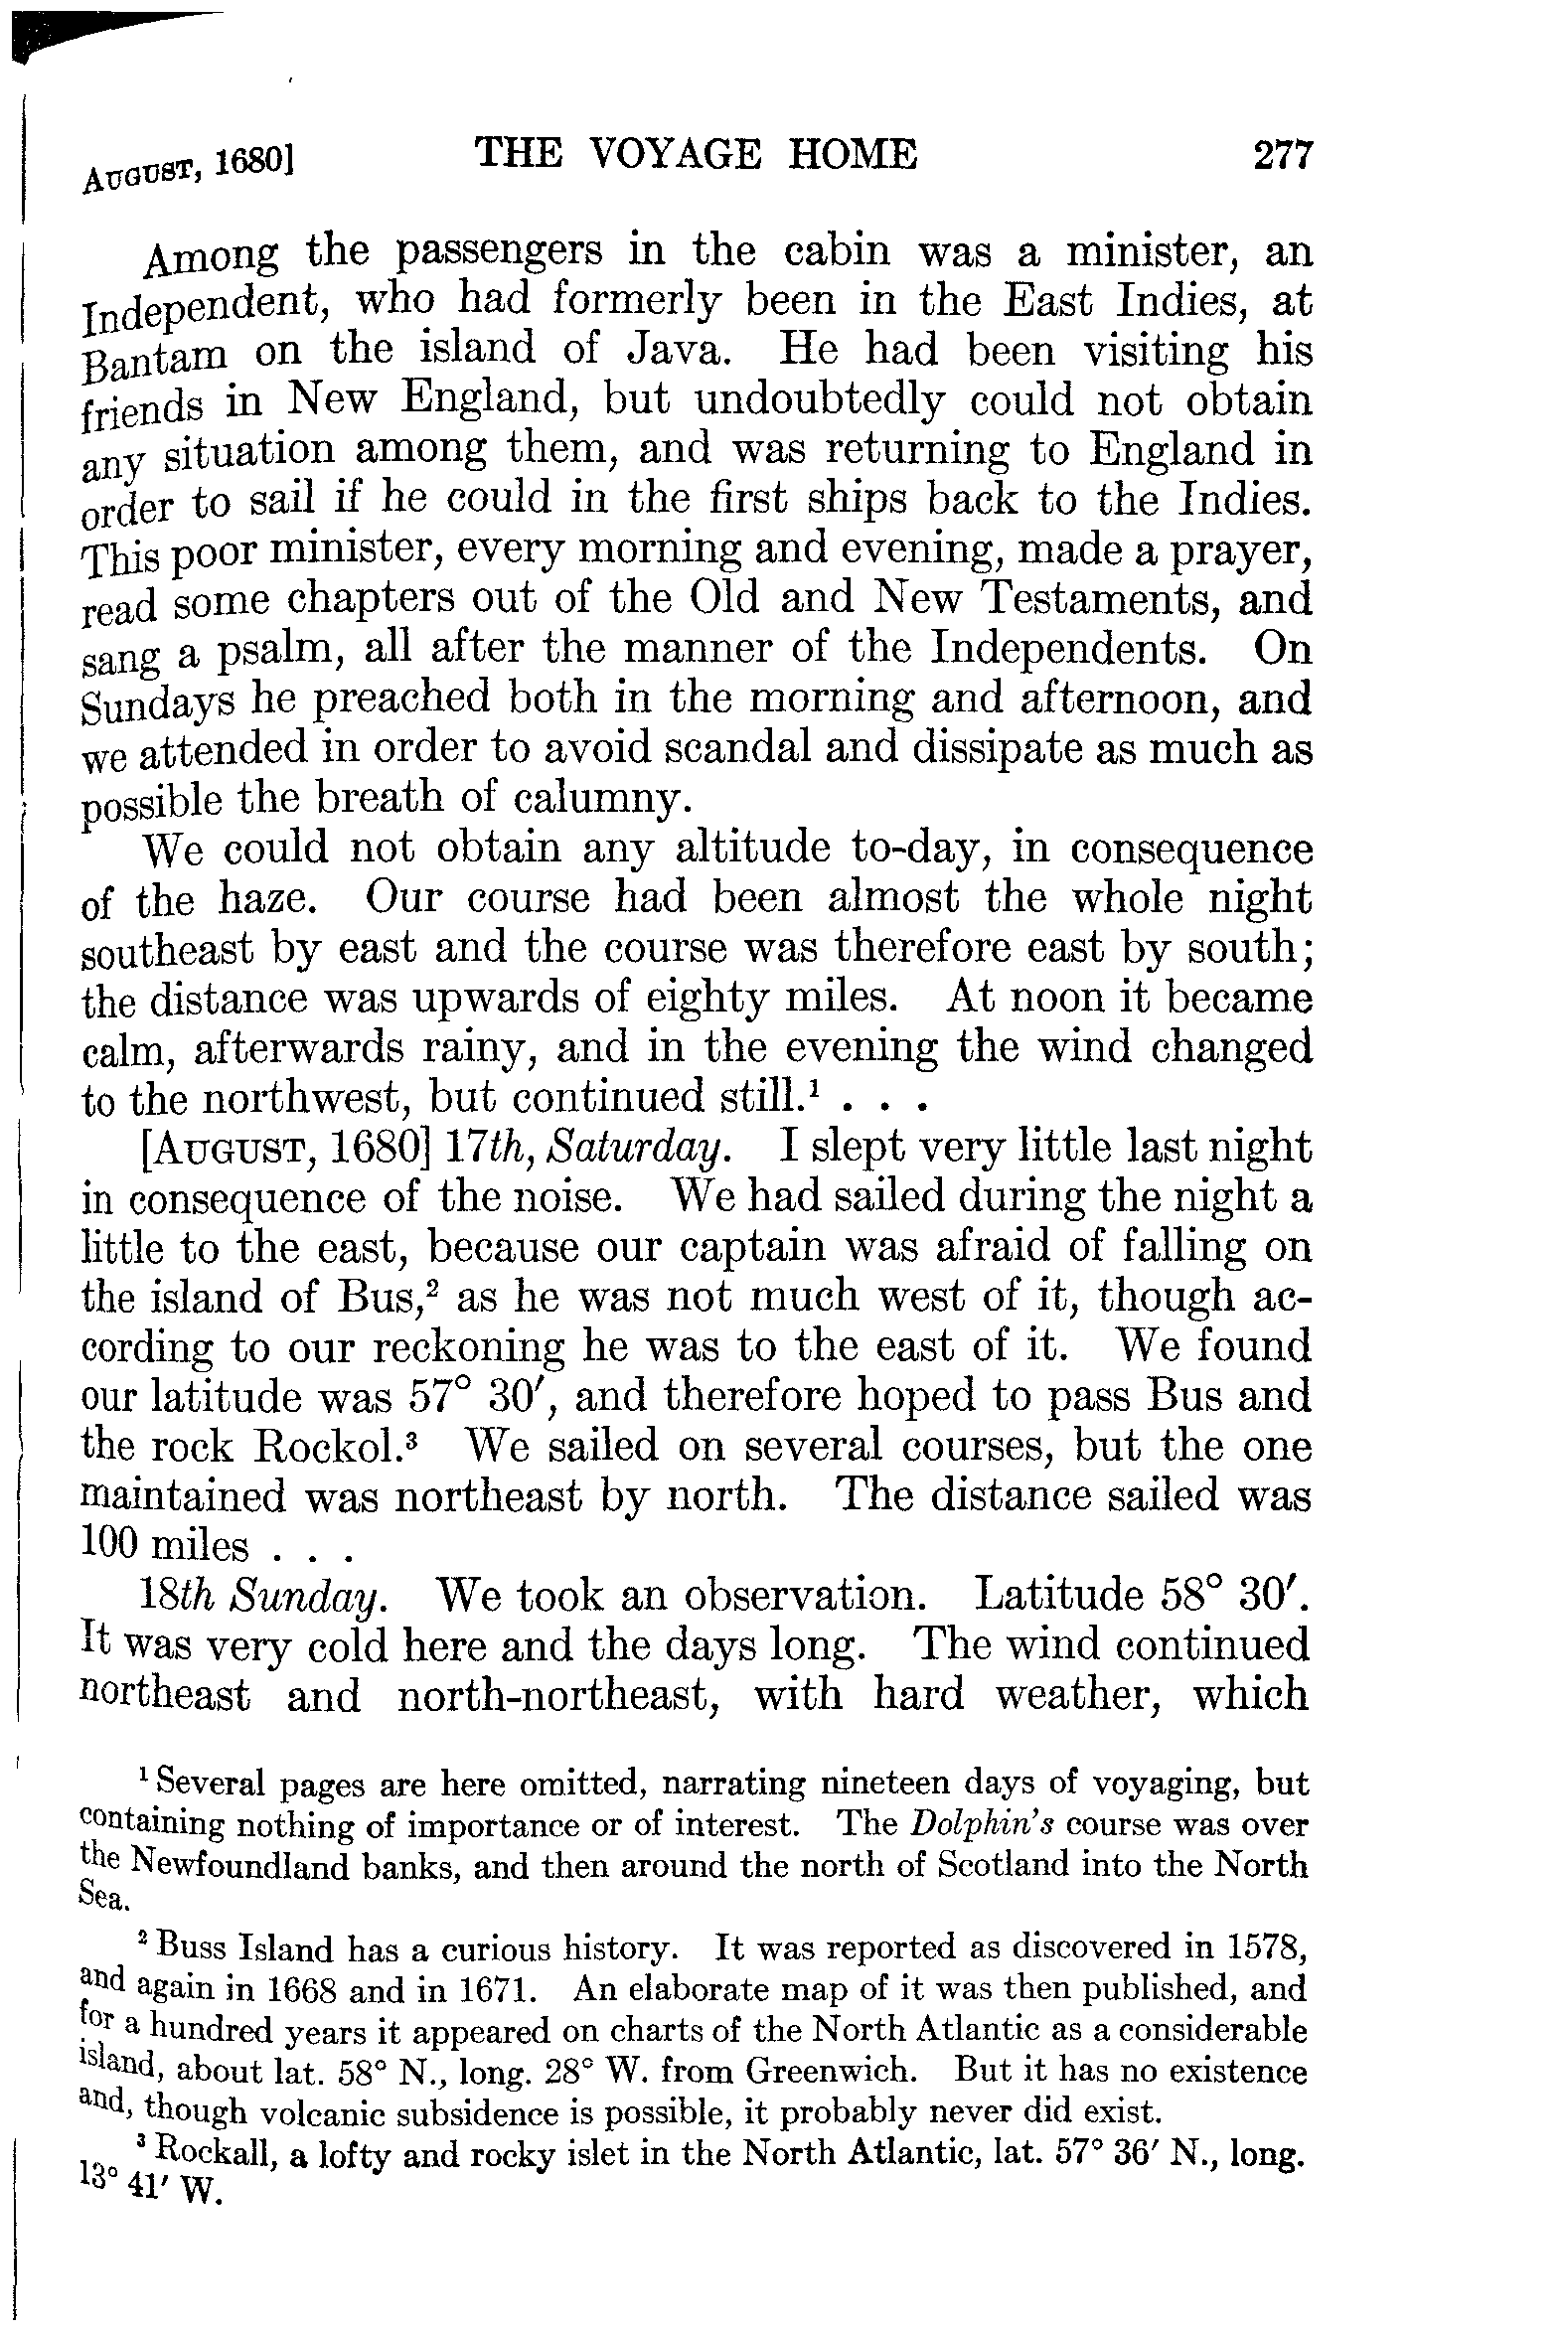 AUGUST, 1680] THE VOYAGE HOME 277
Among the passengers in the cabin was a minister, an
Independent, who had formerly been in the East Indies, at
Bantam on the island of Java. He had been visiting his
friends in New England, but undoubtedly could not obtain
any situation among them, and was returning to England in
order to sail if he could in the first ships back to the Indies.
This poor minister, every morning and evening, made a prayer,
read some chapters out of the Old and New Testaments, and
sang a psalm, all after the manner of the Independents. On
Sundays he preached both in the morning and afternoon, and
we attended in order to avoid scandal and dissipate as much as
possible the breath of calumny.
We could not obtain any altitude to-day, in consequence
of the haze. Our course had been almost the whole night
southeast by east and the course was therefore east by south;
the distance was upwards of eighty miles. At noon it became
calm, afterwards rainy, and in the evening the wind changed
to the northwest, but continued still.¹ . . .
[AUGUST, 1680] 17th, Saturday. I slept very little last night
in consequence of the noise. We had sailed during the night a
little to the east, because our captain was afraid of falling on
the island of Bus,² as he was not much west of it, though ac-
cording to our reckoning he was to the east of it. We found
our latitude was 57° 30′, and therefore hoped to pass Bus and
the rock Rockol.³ We sailed on several courses, but the one
maintained was northeast by north. The distance sailed was
100 miles . . .
18th Sunday. We took an observation. Latitude 58° 30′.
It was very cold here and the days long. The wind continued
northeast and north-northeast, with hard weather, which
¹ Several pages are here omitted, narrating nineteen days of voyaging, but
containing nothing of importance or of interest. The Dolphin's course was over
the Newfoundland banks, and then around the north of Scotland into the North
Sea.
² Buss Island has a curious history. It was reported as discovered in 1578,
and again in 1668 and in 1671. An elaborate map of it was then published, and
for a hundred years it appeared on charts of the North Atlantic as a considerable
island, about lat. 58° N., long. 28° W. from Greenwich. But it has no existence
and, though volcanic subsidence is possible, it probably never did exist.
³ Rockall, a lofty and rocky islet in the North Atlantic, lat. 57° 36′ N., long.
13° 41′ W.